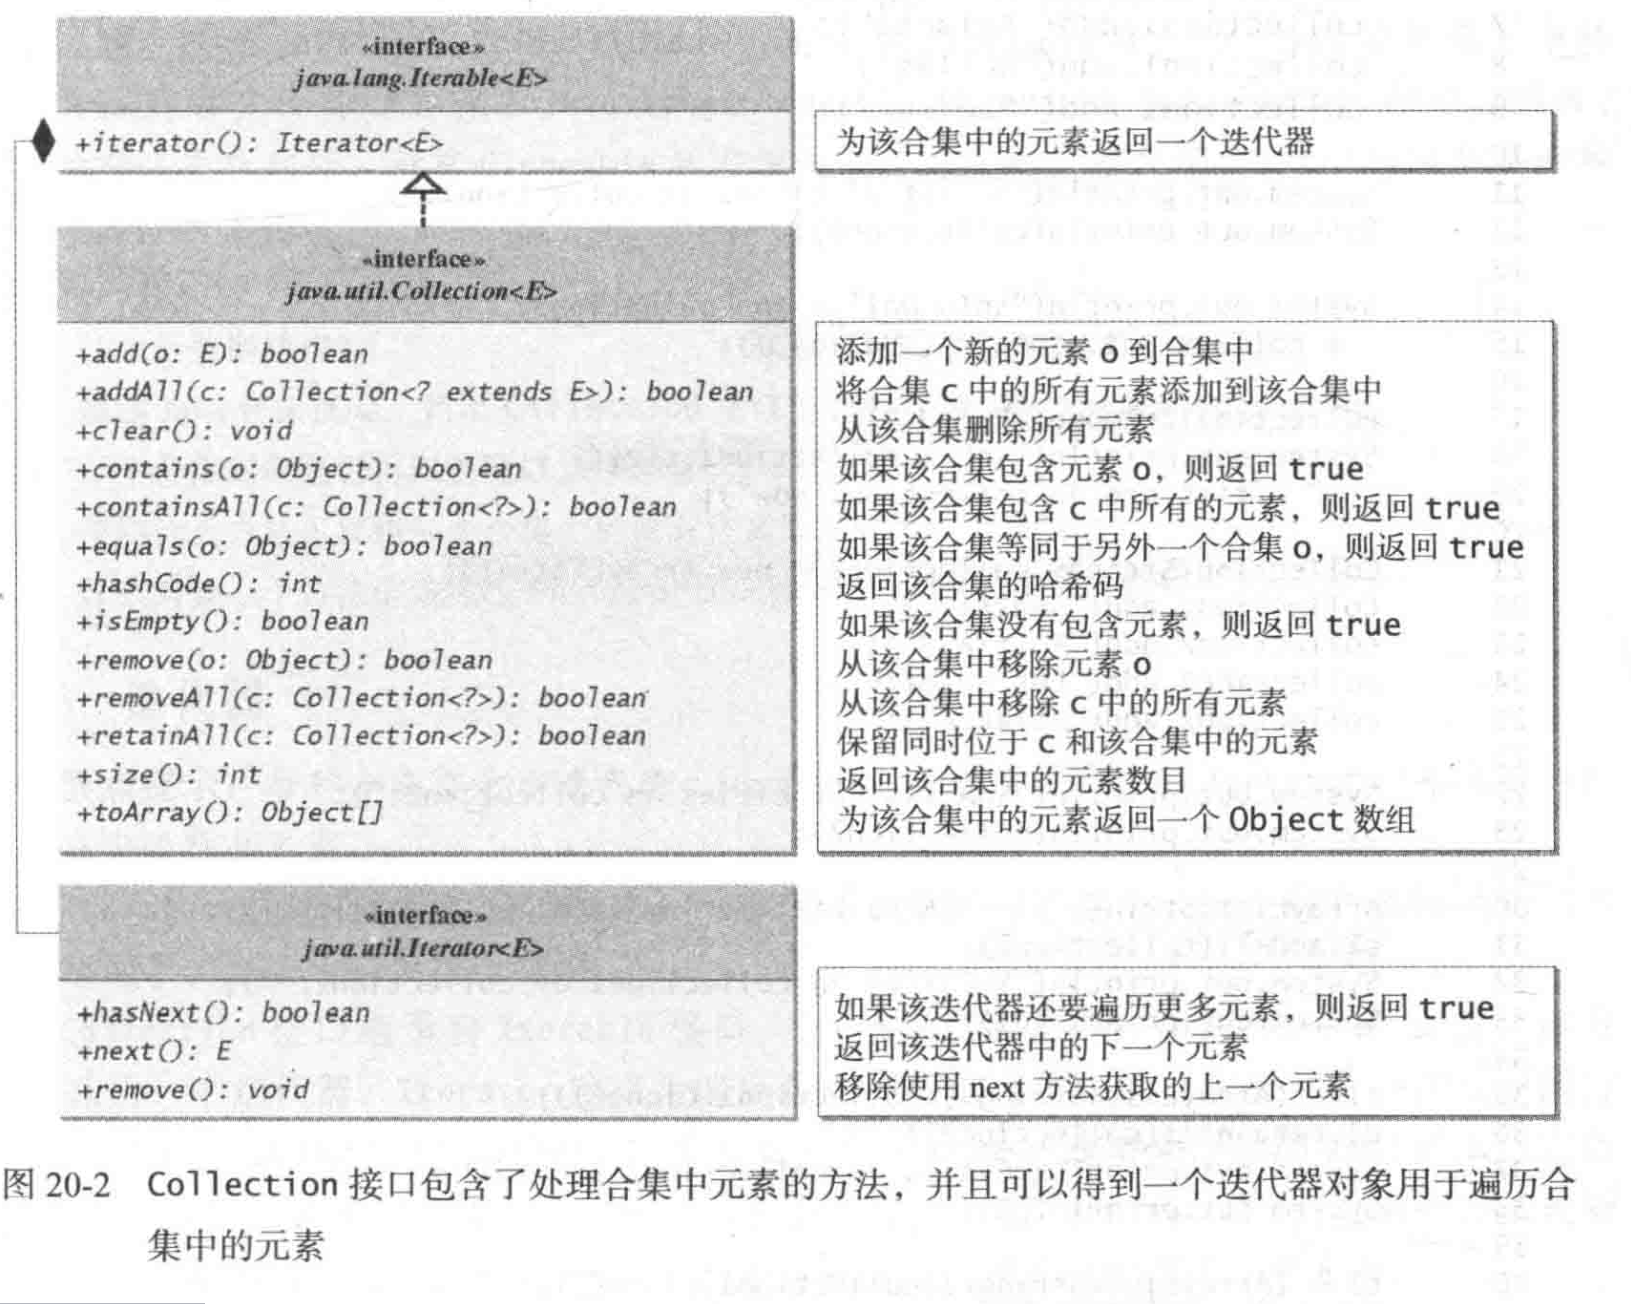 «interface»
java.lang.Iterable<E>
+iterator(): Iterator<E>
为该合集中的元素返回一个迭代器
«interface»
java.util.Collection<E>
+add(o: E): boolean
添加一个新的元素 o 到合集中
+addAll(c: Collection<? extends E>): boolean
将合集 c 中的所有元素添加到该合集中
+clear(): void
从该合集删除所有元素
+contains(o: Object): boolean
如果该合集包含元素 o，则返回 true
+containsAll(c: Collection<?>): boolean
如果该合集包含 c 中所有的元素，则返回 true
+equals(o: Object): boolean
如果该合集等同于另外一个合集 o，则返回 true
+hashCode(): int
返回该合集的哈希码
+isEmpty(): boolean
如果该合集没有包含元素，则返回 true
+remove(o: Object): boolean
从该合集中移除元素 o
+removeAll(c: Collection<?>): boolean
从该合集中移除 c 中的所有元素
+retainAll(c: Collection<?>): boolean
保留同时位于 c 和该合集中的元素
+size(): int
返回该合集中的元素数目
+toArray(): Object[]
为该合集中的元素返回一个 Object 数组
«interface»
java.util.Iterator<E>
+hasNext(): boolean
如果该迭代器还要遍历更多元素，则返回 true
+next(): E
返回该迭代器中的下一个元素
+remove(): void
移除使用 next 方法获取的上一个元素
图 20-2 Collection 接口包含了处理合集中元素的方法，并且可以得到一个迭代器对象用于遍历合
集中的元素